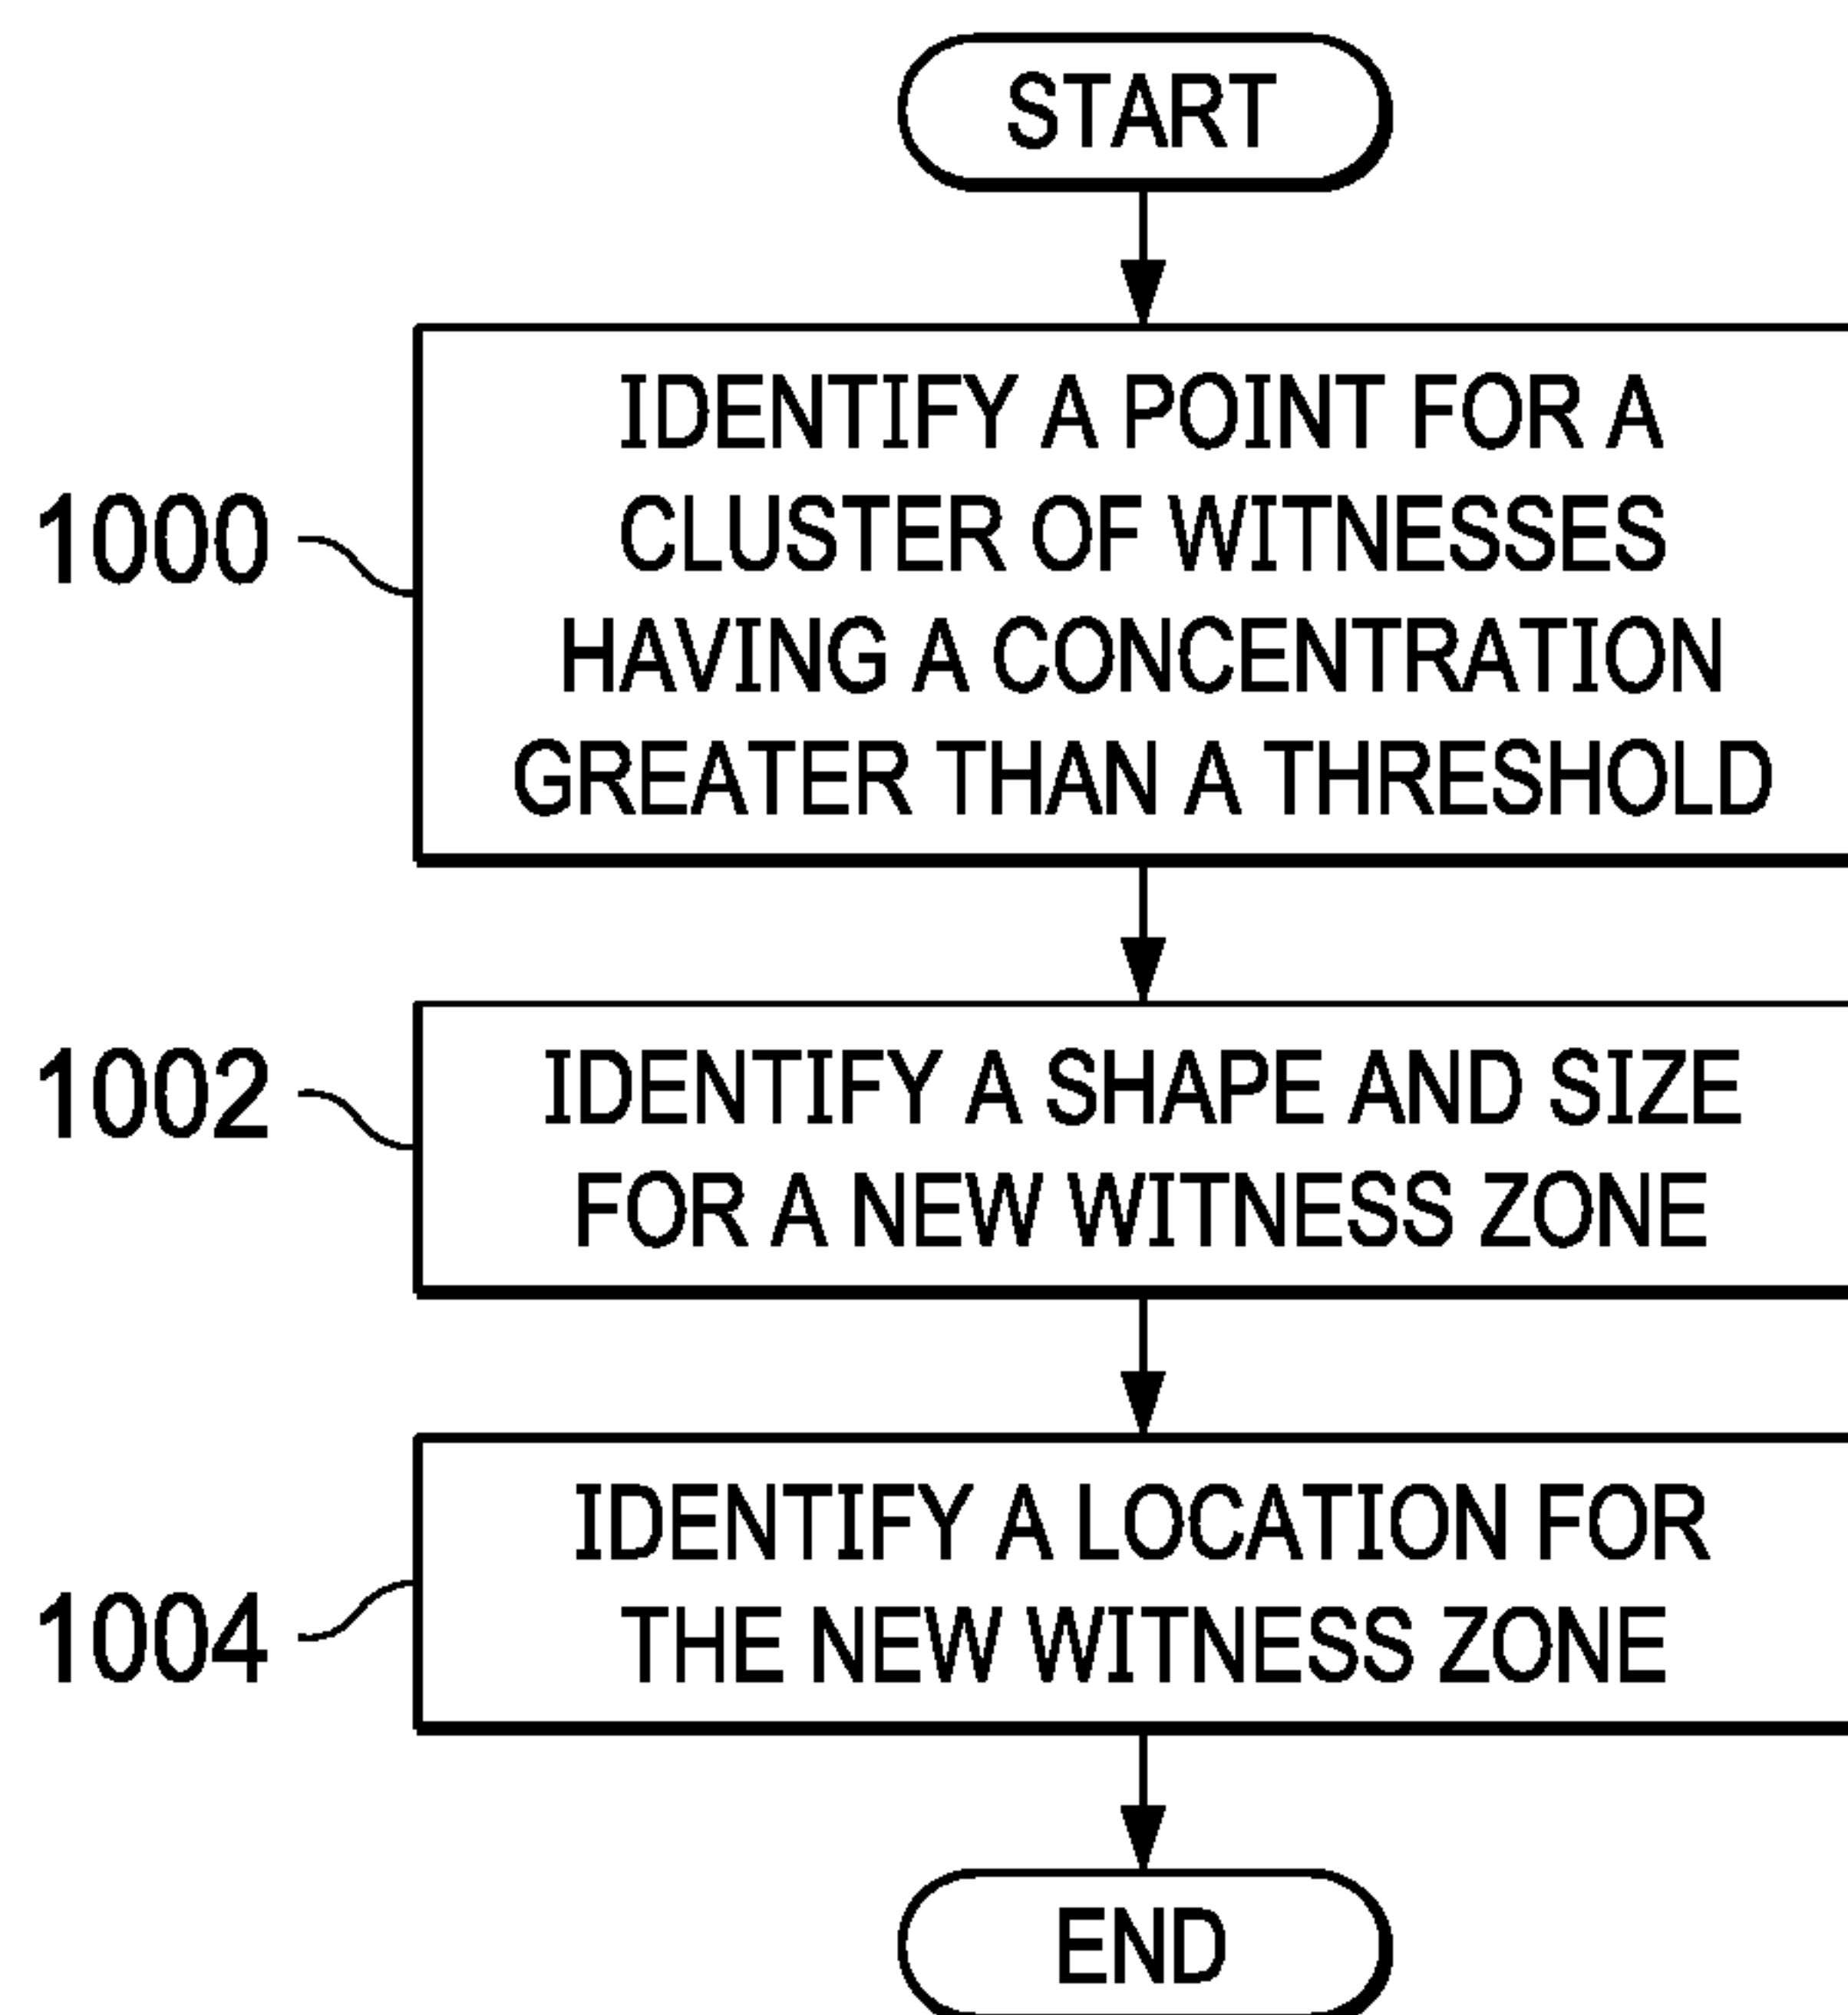 START
IDENTIFY A POINT FOR A
CLUSTER OF WITNESSES
HAVING A CONCENTRATION
GREATER THAN A THRESHOLD
1000
IDENTIFY A SHAPE AND SIZE
FOR A NEW WITNESS ZONE
1002
IDENTIFY A LOCATION FOR
THE NEW WITNESS ZONE
1004
END